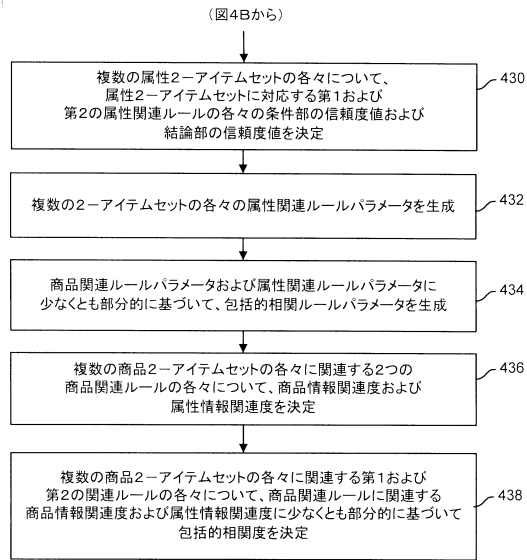 (図4Bから)
複数の属性2-アイテムセットの各々について、
属性2-アイテムセットに対応する第1および
第2の属性関連ルールの各々の条件部の信頼度値および
結論部の信頼度値を決定
430
複数の2-アイテムセットの各々の属性関連ルールパラメータを生成
432
商品関連ルールパラメータおよび属性関連ルールパラメータに
少なくとも部分的に基づいて、包括的相関ルールパラメータを生成
434
複数の商品2-アイテムセットの各々に関連する2つの
商品関連ルールの各々について、商品情報関連度および
属性情報関連度を決定
436
複数の商品2-アイテムセットの各々に関連する第1および
第2の関連ルールの各々について、商品関連ルールに関連する
商品情報関連度および属性情報関連度に少なくとも部分的に基づいて
包括的相関度を決定
438